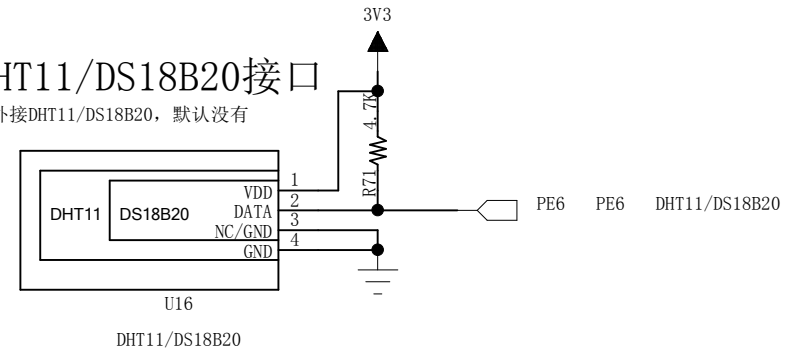 3V3
HT11/DS18B20接口
外接DHT11/DS18B20，默认没有
4.7K
R71
1
VDD
2
DATA
3
NC/GND
4
GND
DHT11
DS18B20
PE6 PE6 DHT11/DS18B20
U16
DHT11/DS18B20